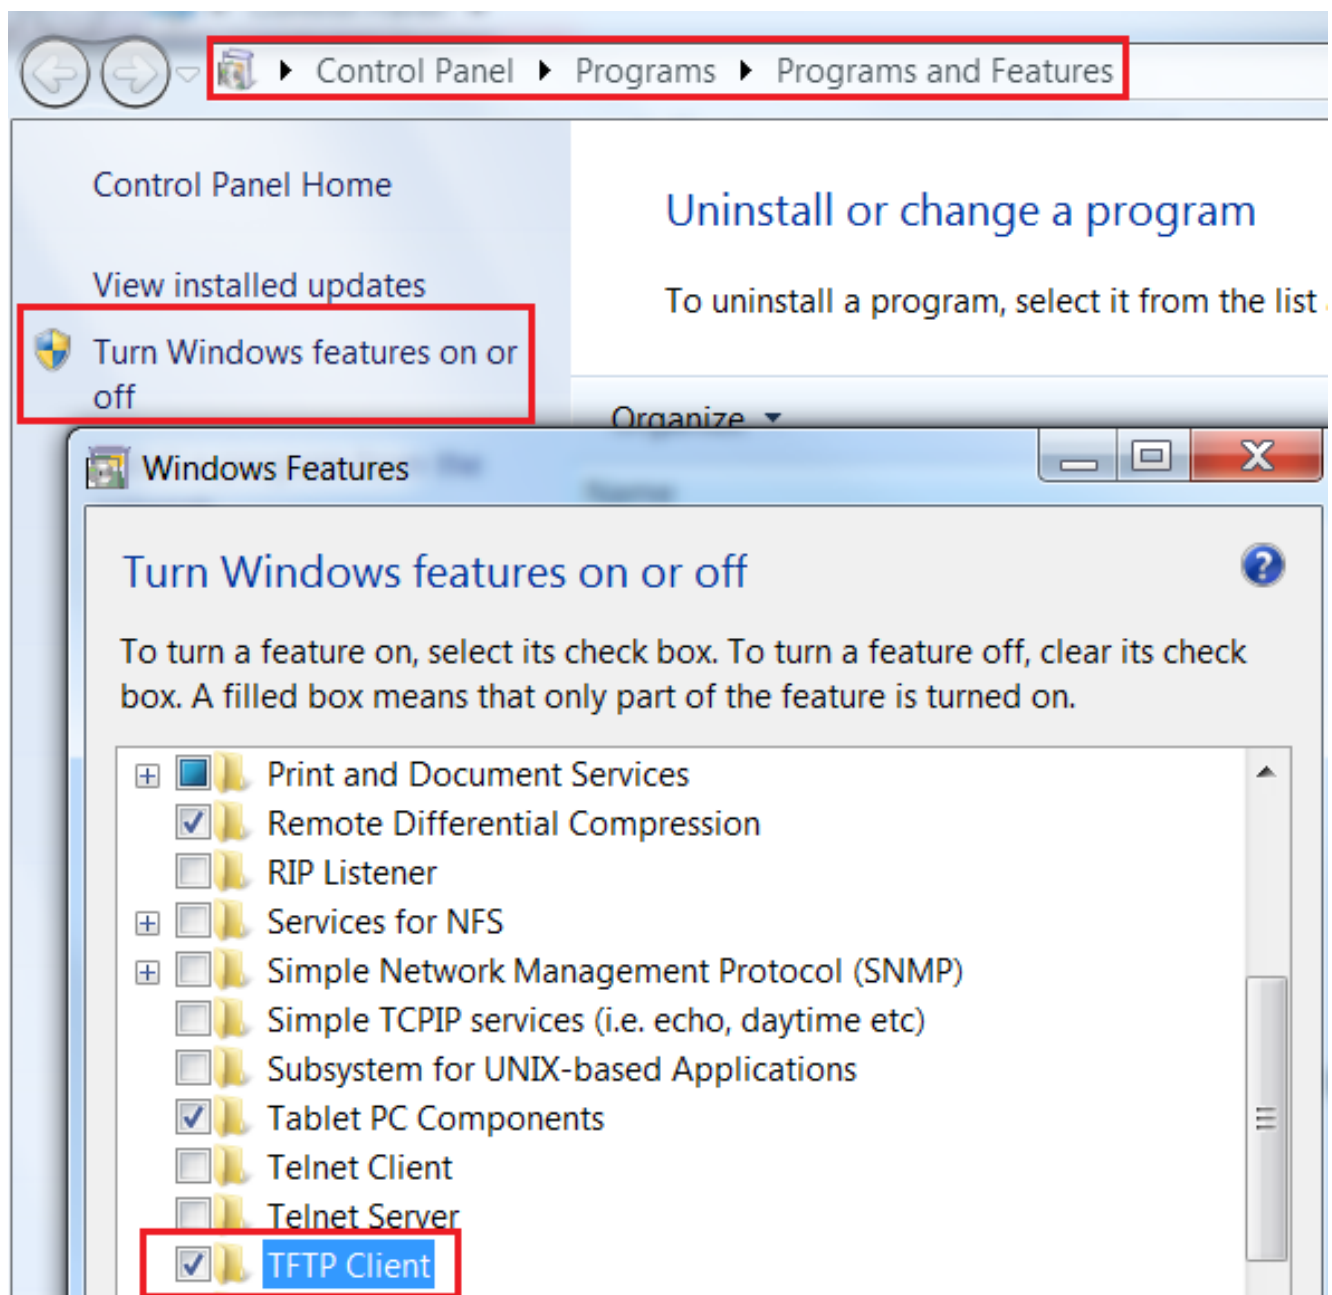 Control Panel Programs Programs and Features
Control Panel Home
View installed updates
Turn Windows features on or
off
Uninstall or change a program
To uninstall a program, select it from the list
Organize
Windows Features
Name
Turn Windows features on or off
To turn a feature on, select its check box. To turn a feature off, clear its check
box. A filled box means that only part of the feature is turned on.
Print and Document Services
Remote Differential Compression
RIP Listener
Services for NFS
Simple Network Management Protocol (SNMP)
Simple TCPIP services (i.e. echo, daytime etc)
Subsystem for UNIX-based Applications
Tablet PC Components
Telnet Client
Telnet Server
TFTP Client